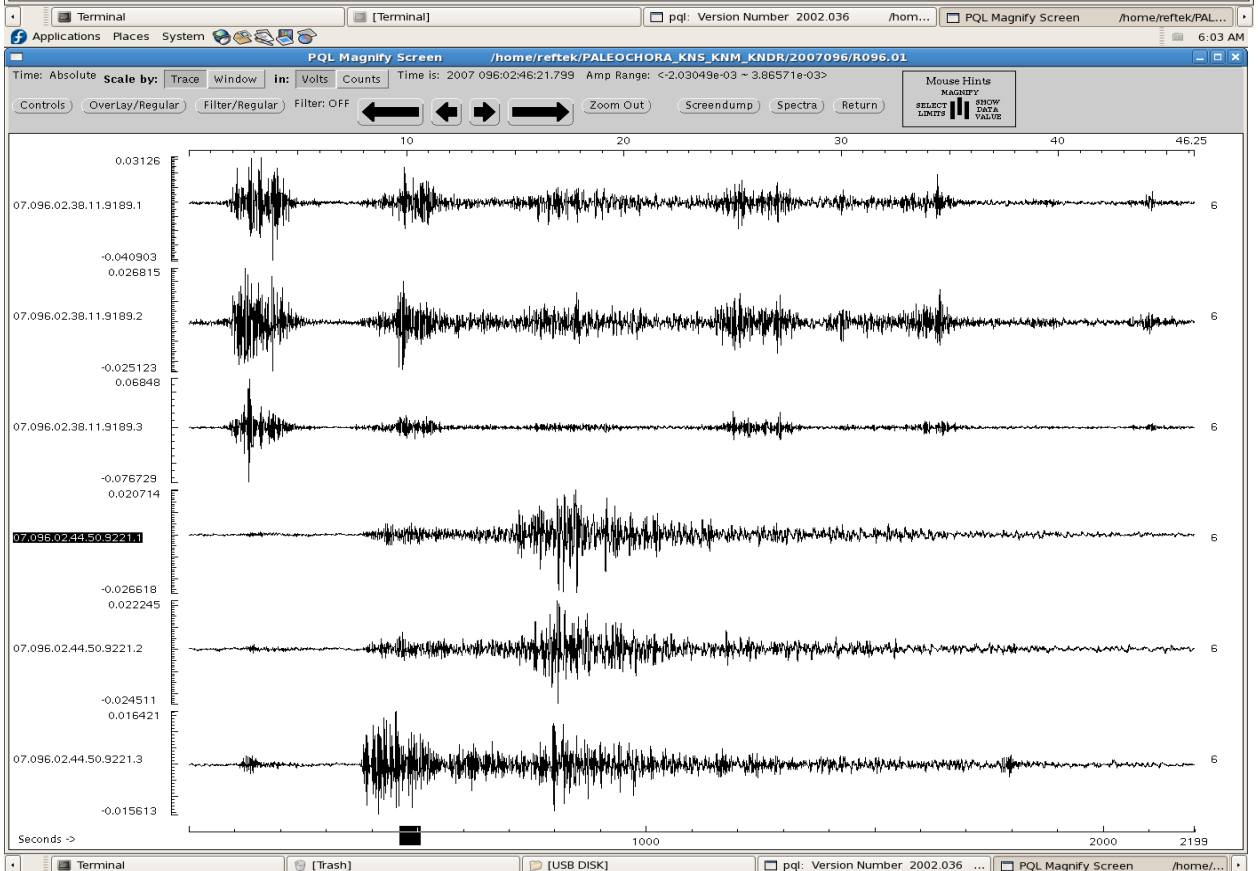 Terminal [Terminal] pql: Version Number 2002.036 /hom... PQL Magnify Screen /home/reftek/PAL...
Applications Places System 6:03 AM
PQL Magnify Screen /home/reftek/PALEOCHORA_KNS_KNM_KNDR/2007096/R096.01
Time: Absolute Scale by: Trace Window in: Volts Counts Time is: 2007 096:02:46:21.799 Amp Range: <-2.03049e-03 ~ 3.86571e-03>
Controls OverLay/Regular Filter/Regular Filter: OFF Zoom Out Screendump Spectra Return
Mouse Hints
MAGNIFY
SELECT LIMITS
SHOW DATA VALUE
10 20 30 40 46.25
0.03126
07.096.02.38.11.9189.1 6
-0.040903
0.026815
07.096.02.38.11.9189.2 6
-0.025123
0.06848
07.096.02.38.11.9189.3 6
-0.076729
0.020714
07.096.02.44.50.9221.1 6
-0.026618
0.022245
07.096.02.44.50.9221.2 6
-0.024511
0.016421
07.096.02.44.50.9221.3 6
-0.015613
Seconds -> 1000 2000 2199
Terminal [Trash] [USB DISK] pql: Version Number 2002.036 ... PQL Magnify Screen /home/...